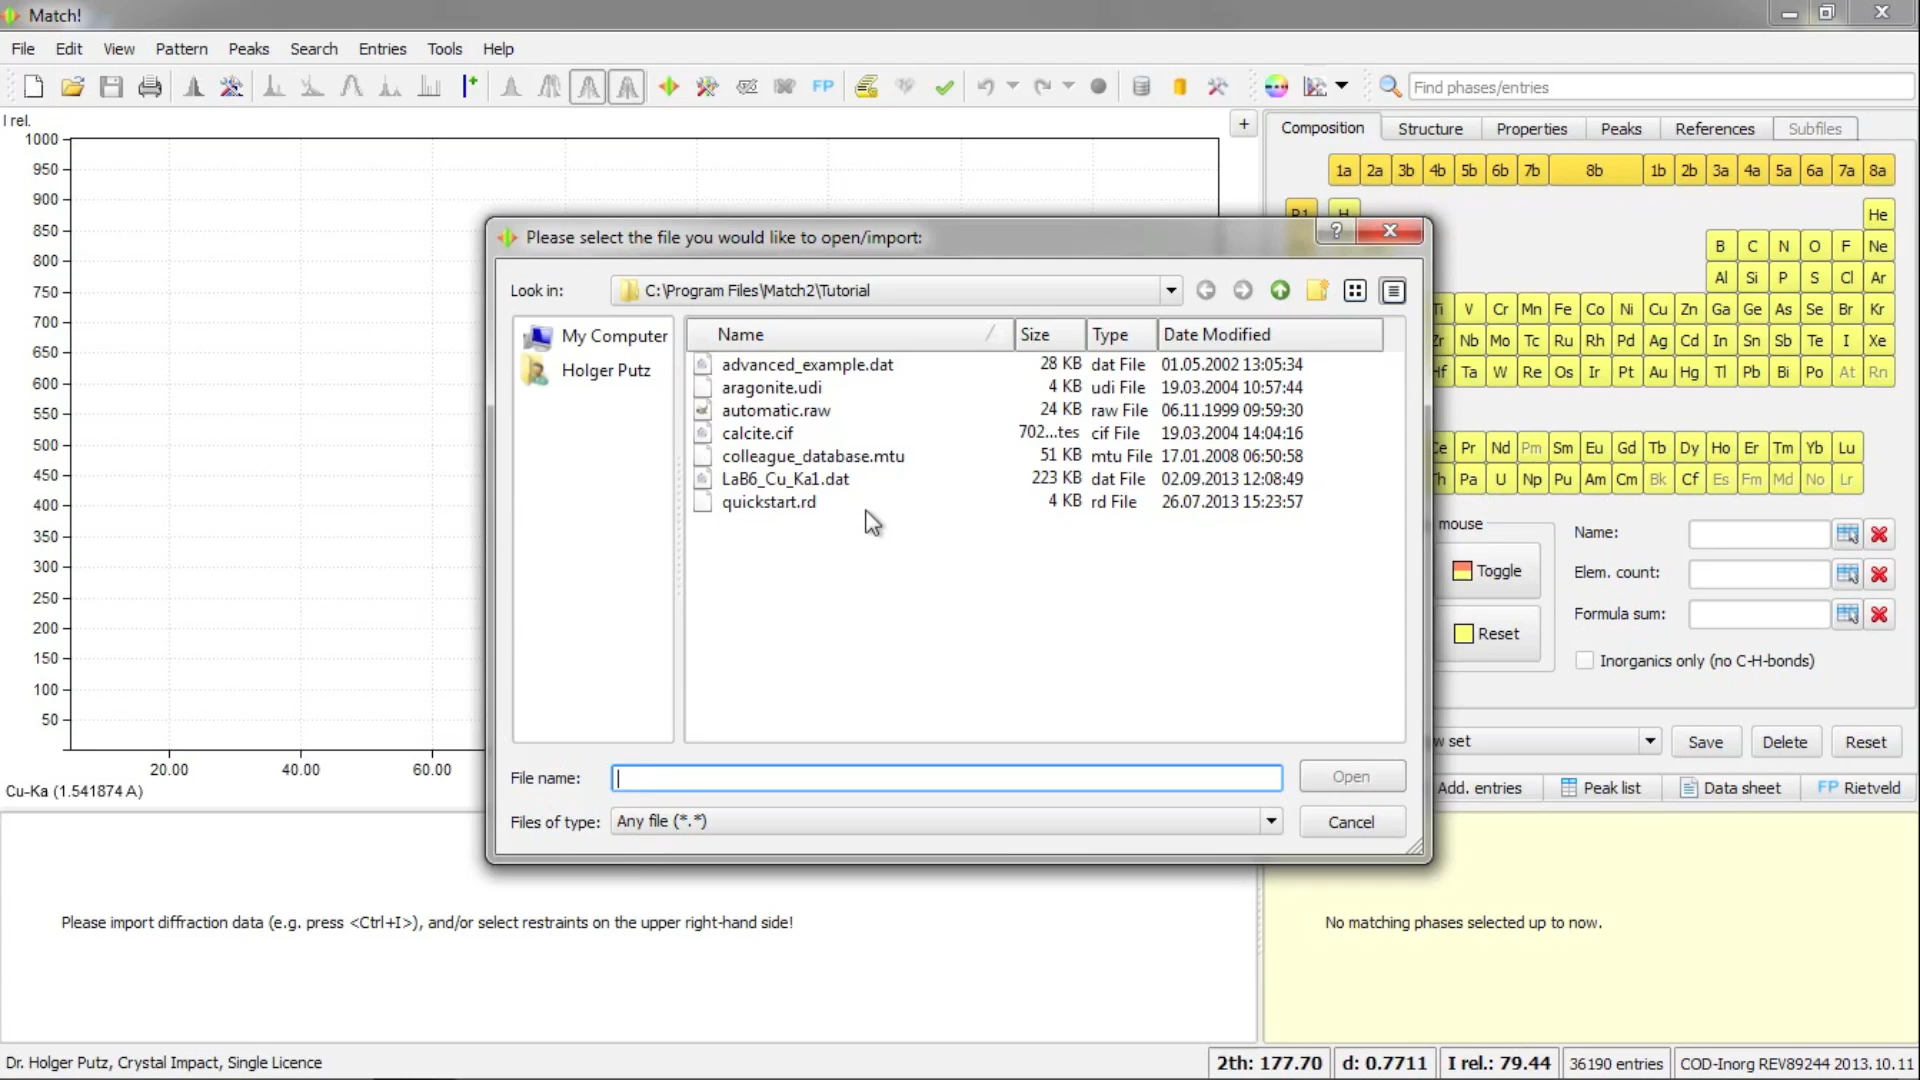 Match!
File Edit View Pattern Peaks Search Entries Tools Help
FP Find phases/entries
I rel.
1000
950
900
850
800
750
700
650
600
550
500
450
400
350
300
250
200
150
100
50
20.00 40.00 60.00
Cu-Ka (1.541874 A)
+
Composition Structure Properties Peaks References Subfiles
1a 2a 3b 4b 5b 6b 7b 8b 1b 2b 3a 4a 5a 6a 7a 8a
H He
B C N O F Ne
Al Si P S Cl Ar
Ti V Cr Mn Fe Co Ni Cu Zn Ga Ge As Se Br Kr
Zr Nb Mo Tc Ru Rh Pd Ag Cd In Sn Sb Te I Xe
Hf Ta W Re Os Ir Pt Au Hg Tl Pb Bi Po At Rn
Ce Pr Nd Pm Sm Eu Gd Tb Dy Ho Er Tm Yb Lu
Th Pa U Np Pu Am Cm Bk Cf Es Fm Md No Lr
Please select the file you would like to open/import:
?
Look in: C:\Program Files\Match2\Tutorial
My Computer
Holger Putz
Name Size Type Date Modified
advanced_example.dat 28 KB dat File 01.05.2002 13:05:34
aragonite.udi 4 KB udi File 19.03.2004 10:57:44
automatic.raw 24 KB raw File 06.11.1999 09:59:30
calcite.cif 702...tes cif File 19.03.2004 14:04:16
colleague_database.mtu 51 KB mtu File 17.01.2008 06:50:58
LaB6_Cu_Ka1.dat 223 KB dat File 02.09.2013 12:08:49
quickstart.rd 4 KB rd File 26.07.2013 15:23:57
File name: Open
Files of type: Any file (*.*) Cancel
mouse
Toggle
Reset
Name:
Elem. count:
Formula sum:
Inorganics only (no C-H-bonds)
w set Save Delete Reset
Add. entries Peak list Data sheet FP Rietveld
Please import diffraction data (e.g. press <Ctrl+I>), and/or select restraints on the upper right-hand side!
No matching phases selected up to now.
Dr. Holger Putz, Crystal Impact, Single Licence
2th: 177.70 d: 0.7711 I rel.: 79.44 36190 entries COD-Inorg REV89244 2013.10.11